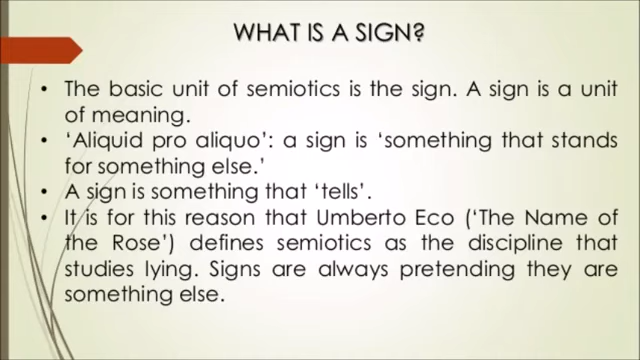 WHAT IS A SIGN?
• The basic unit of semiotics is the sign. A sign is a unit
of meaning.
• ‘Aliquid pro aliquo’: a sign is ‘something that stands
for something else.’
• A sign is something that ‘tells’.
• It is for this reason that Umberto Eco (‘The Name of
the Rose’) defines semiotics as the discipline that
studies lying. Signs are always pretending they are
something else.